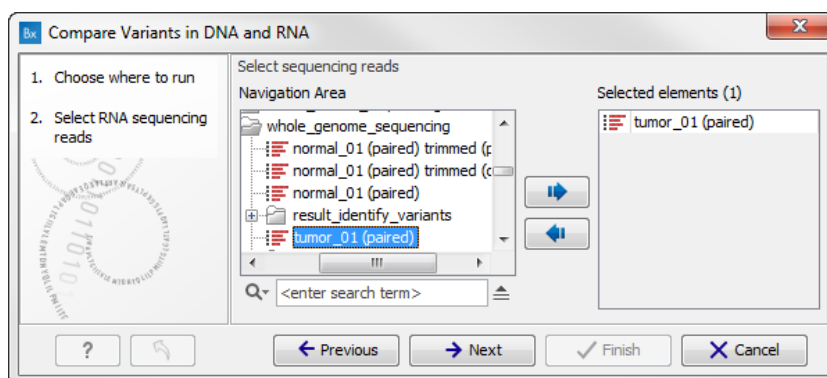 Bx Compare Variants in DNA and RNA
1. Choose where to run
2. Select RNA sequencing
reads
Select sequencing reads
Navigation Area
whole_genome_sequencing
normal_01 (paired) trimmed (p
normal_01 (paired) trimmed (c
normal_01 (paired)
result_identify_variants
tumor_01 (paired)
<enter search term>
Selected elements (1)
tumor_01 (paired)
?
Previous
Next
Finish
Cancel